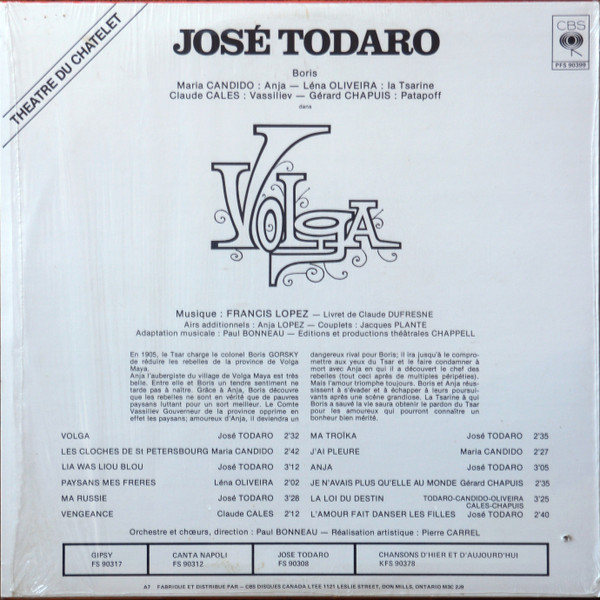 THEATRE DU CHATELET
JOSÉ TODARO
CBS
PFS 90399
Boris
Maria CANDIDO : Anja — Léna OLIVEIRA : la Tsarine
Claude CALES : Vassiliev — Gérard CHAPUIS : Patapoff
dans
VOLGA
Musique : FRANCIS LOPEZ — Livret de Claude DUFRESNE
Airs additionnels : Anja LOPEZ — Couplets : Jacques PLANTE
Adaptation musicale : Paul BONNEAU — Editions et productions théâtrales CHAPPELL
En 1905, le Tsar charge le colonel Boris GORSKY
de réduire les rebelles de la province de Volga
Maya.
Anja l'aubergiste du village de Volga Maya est très
belle. Entre elle et Boris un tendre sentiment ne
tarde pas à naître. Grâce à Anja, Boris découvre
que les rebelles ne sont en vérité que de pauvres
paysans luttant pour un sort meilleur. Le Comte
Vassiliev Gouverneur de la province opprime en
effet les paysans; amoureux d'Anja, il deviendra un
dangereux rival pour Boris; il ira jusqu'à le compro-
mettre aux yeux du Tsar et le faire condamner à
mort avec Anja en qui il a découvert le chef des
rebelles (tout ceci après de multiples péripéties).
Mais l'amour triomphe toujours. Boris et Anja réus-
sissent à s'évader et à échapper à leurs poursui-
vants après une scène grandiose. La Tsarine à qui
Boris a sauvé la vie saura obtenir le pardon du Tsar
pour les amoureux qui pourront connaître un
bonheur bien mérité.
VOLGA José TODARO 2'32
LES CLOCHES DE ST PETERSBOURG Maria CANDIDO 2'42
LIA WAS LIOU BLOU José TODARO 3'12
PAYSANS MES FRERES Léna OLIVEIRA 2'02
MA RUSSIE José TODARO 3'28
VENGEANCE Claude CALES 2'12
MA TROÏKA José TODARO 2'35
J'AI PLEURE Maria CANDIDO 2'27
ANJA José TODARO 3'05
JE N'AVAIS PLUS QU'ELLE AU MONDE Gérard CHAPUIS 2'35
LA LOI DU DESTIN TODARO-CANDIDO-OLIVEIRA 3'25
CALES-CHAPUIS
L'AMOUR FAIT DANSER LES FILLES José TODARO 2'40
Orchestre et chœurs, direction : Paul BONNEAU — Réalisation artistique : Pierre CARREL
GIPSY
FS 90317
CANTA NAPOLI
FS 90312
JOSE TODARO
FS 90308
CHANSONS D'HIER ET D'AUJOURD'HUI
KFS 90378
A7 FABRIQUE ET DISTRIBUE PAR — CBS DISQUES CANADA LTEE 1121 LESLIE STREET, DON MILLS, ONTARIO M3C 2J9